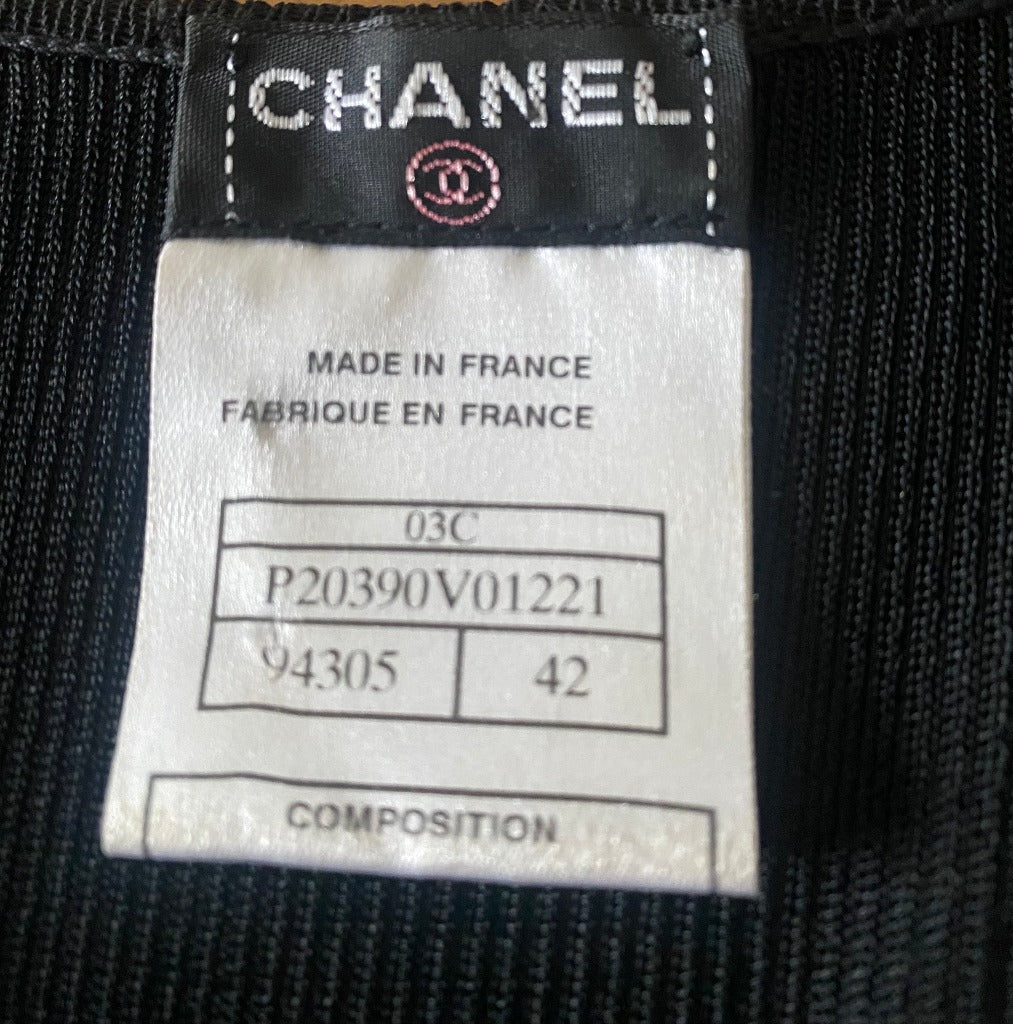 CHANEL
MADE IN FRANCE
FABRIQUE EN FRANCE
03C
P20390V01221
94305 42
COMPOSITION